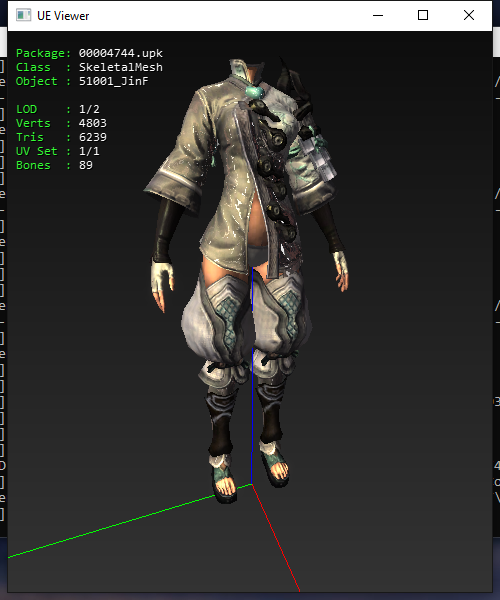 UE Viewer
Package: 00004744.upk
Class : SkeletalMesh
Object : 51001_JinF
LOD : 1/2
Verts : 4803
Tris : 6239
UV Set : 1/1
Bones : 89